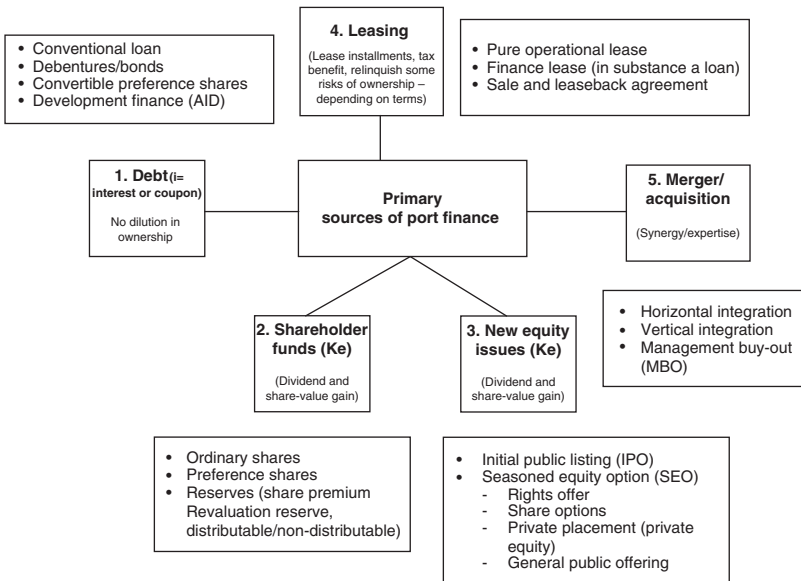 4. Leasing
(Lease installments, tax
benefit, relinquish some
risks of ownership –
depending on terms)
• Conventional loan
• Debentures/bonds
• Convertible preference shares
• Development finance (AID)
• Pure operational lease
• Finance lease (in substance a loan)
• Sale and leaseback agreement
1. Debt (i=
interest or coupon)
No dilution in
ownership
Primary
sources of port finance
5. Merger/
acquisition
(Synergy/expertise)
2. Shareholder
funds (Ke)
(Dividend and
share-value gain)
3. New equity
issues (Ke)
(Dividend and
share-value gain)
• Horizontal integration
• Vertical integration
• Management buy-out
(MBO)
• Ordinary shares
• Preference shares
• Reserves (share premium
Revaluation reserve,
distributable/non-distributable)
• Initial public listing (IPO)
• Seasoned equity option (SEO)
- Rights offer
- Share options
- Private placement (private
equity)
- General public offering